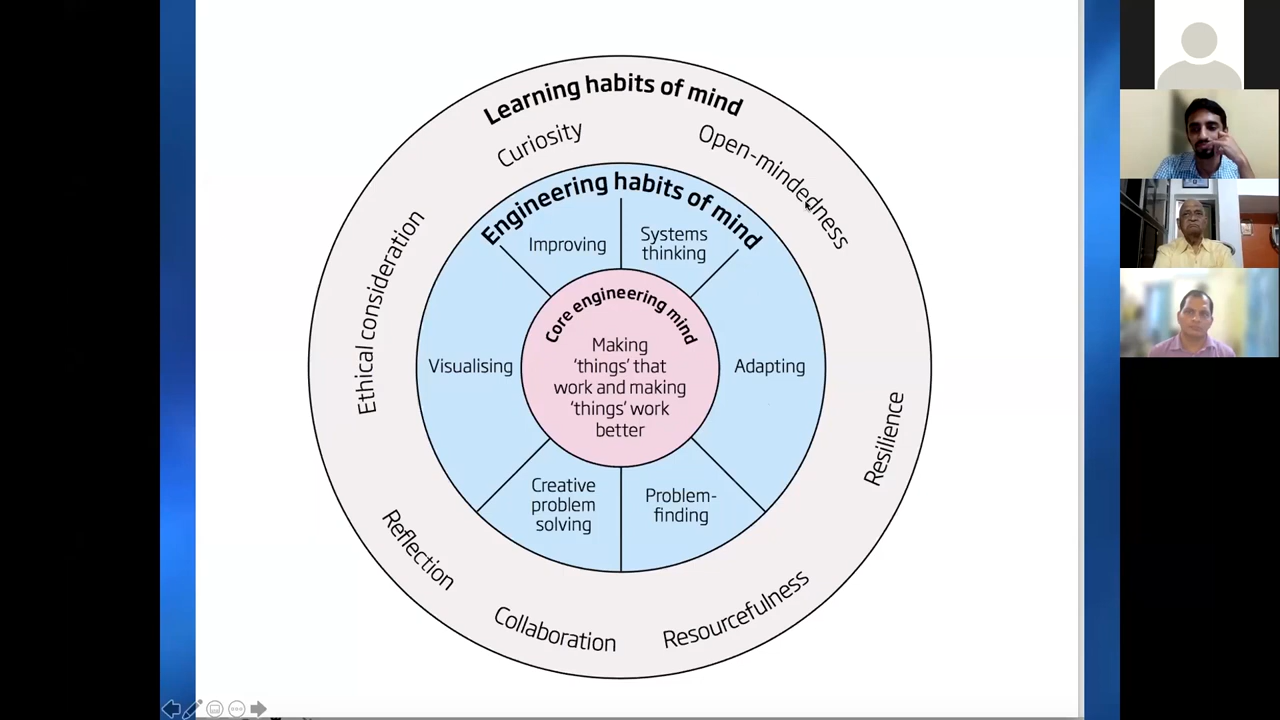 Learning habits of mind
Curiosity
Open-mindedness
Ethical consideration
Engineering habits of mind
Improving
Systems
thinking
Core engineering mind
Making
‘things’ that
work and making
‘things’ work
better
Visualising
Adapting
Resilience
Creative
problem
solving
Problem-
finding
Reflection
Collaboration
Resourcefulness